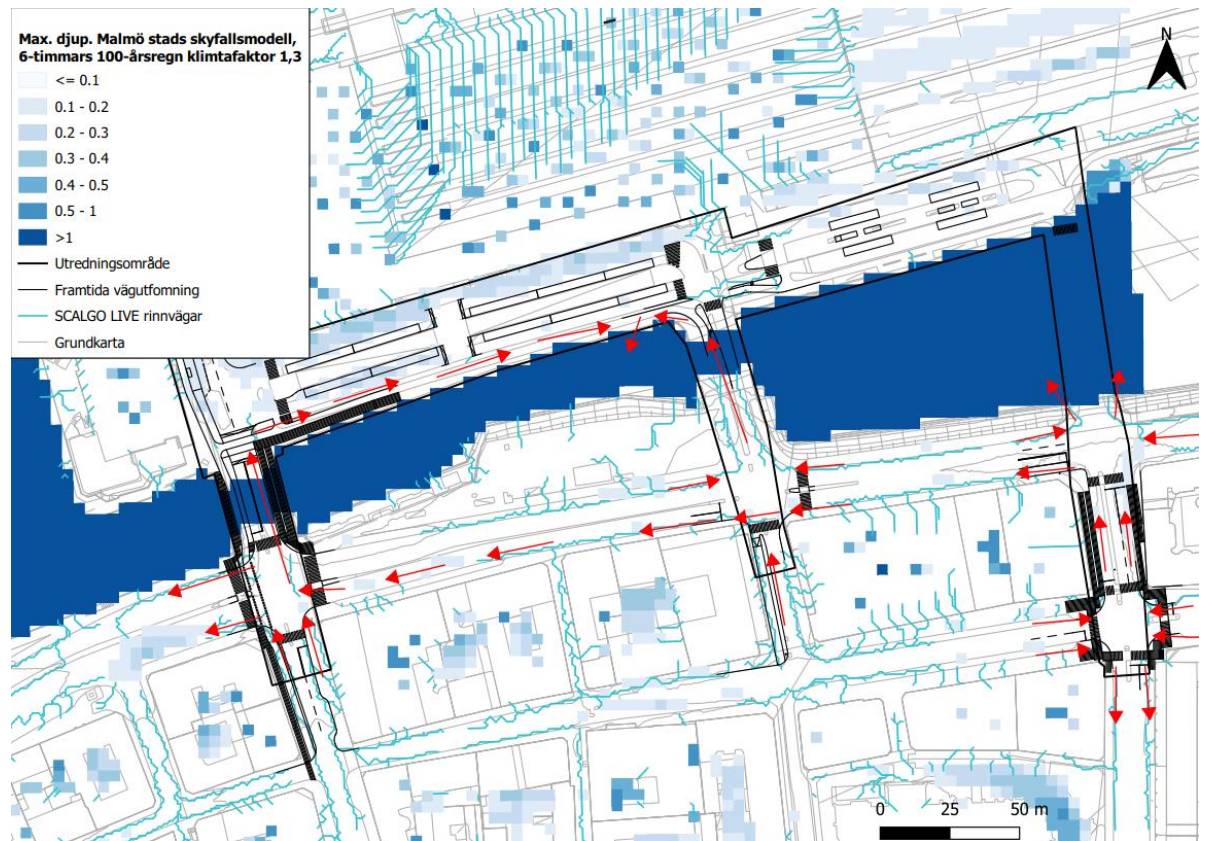 Max. djup. Malmö stads skyfallsmodell,
6-timmars 100-årsregn klimtafaktor 1,3
<= 0.1
0.1 - 0.2
0.2 - 0.3
0.3 - 0.4
0.4 - 0.5
0.5 - 1
>1
Utredningsområde
Framtida vägutfomning
SCALGO LIVE rinnvägar
Grundkarta
N
0 25 50 m